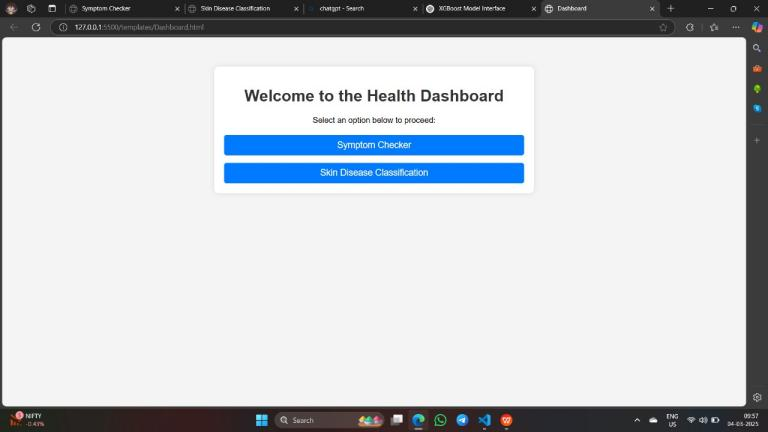 Symptom Checker
Skin Disease Classification
chatgpt - Search
XGBoost Model Interface
Dashboard
127.0.0.1:5500/templates/Dashboard.html
Welcome to the Health Dashboard
Select an option below to proceed:
Symptom Checker
Skin Disease Classification
NIFTY
-0.43%
Search
ENG
US
09:57
04-03-2025